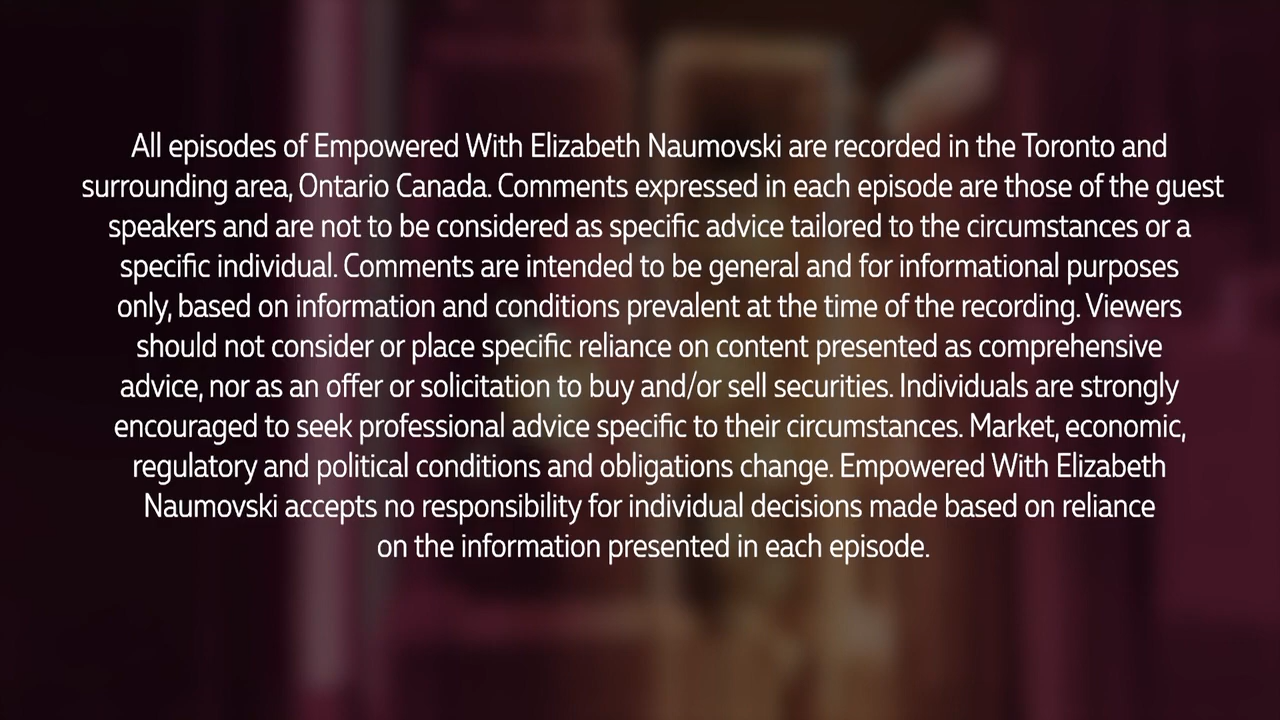 All episodes of Empowered With Elizabeth Naumovski are recorded in the Toronto and
surrounding area, Ontario Canada. Comments expressed in each episode are those of the guest
speakers and are not to be considered as specific advice tailored to the circumstances or a
specific individual. Comments are intended to be general and for informational purposes
only, based on information and conditions prevalent at the time of the recording. Viewers
should not consider or place specific reliance on content presented as comprehensive
advice, nor as an offer or solicitation to buy and/or sell securities. Individuals are strongly
encouraged to seek professional advice specific to their circumstances. Market, economic,
regulatory and political conditions and obligations change. Empowered With Elizabeth
Naumovski accepts no responsibility for individual decisions made based on reliance
on the information presented in each episode.